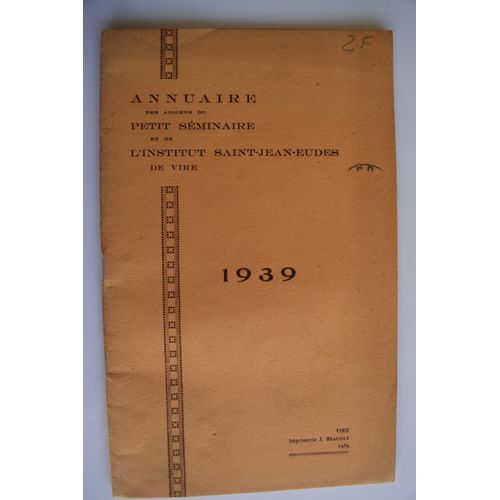 2F
ANNUAIRE
DES ANCIENS DU
PETIT SÉMINAIRE
ET DE
L'INSTITUT SAINT-JEAN-EUDES
DE VIRE
1939
VIRE
Imprimerie J. BEAUFILS
1939